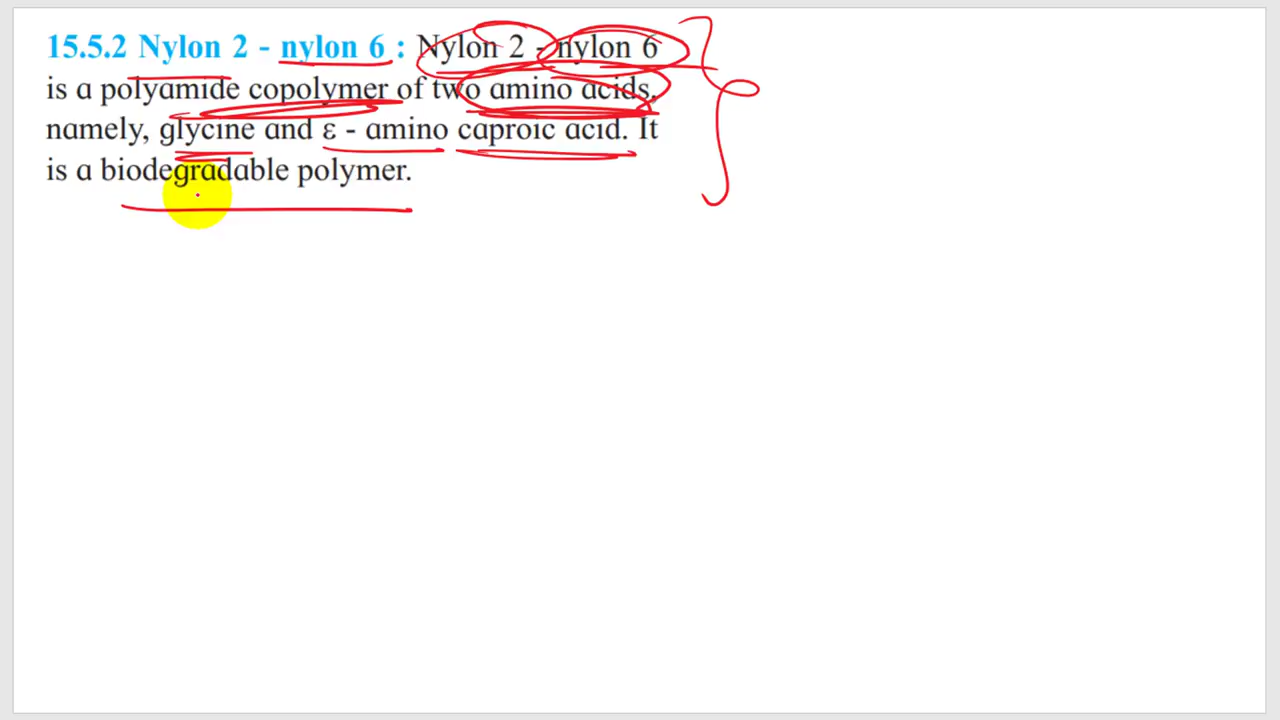 15.5.2 Nylon 2 - nylon 6 : Nylon 2 - nylon 6
is a polyamide copolymer of two amino acids,
namely, glycine and ε - amino caproic acid. It
is a biodegradable polymer.